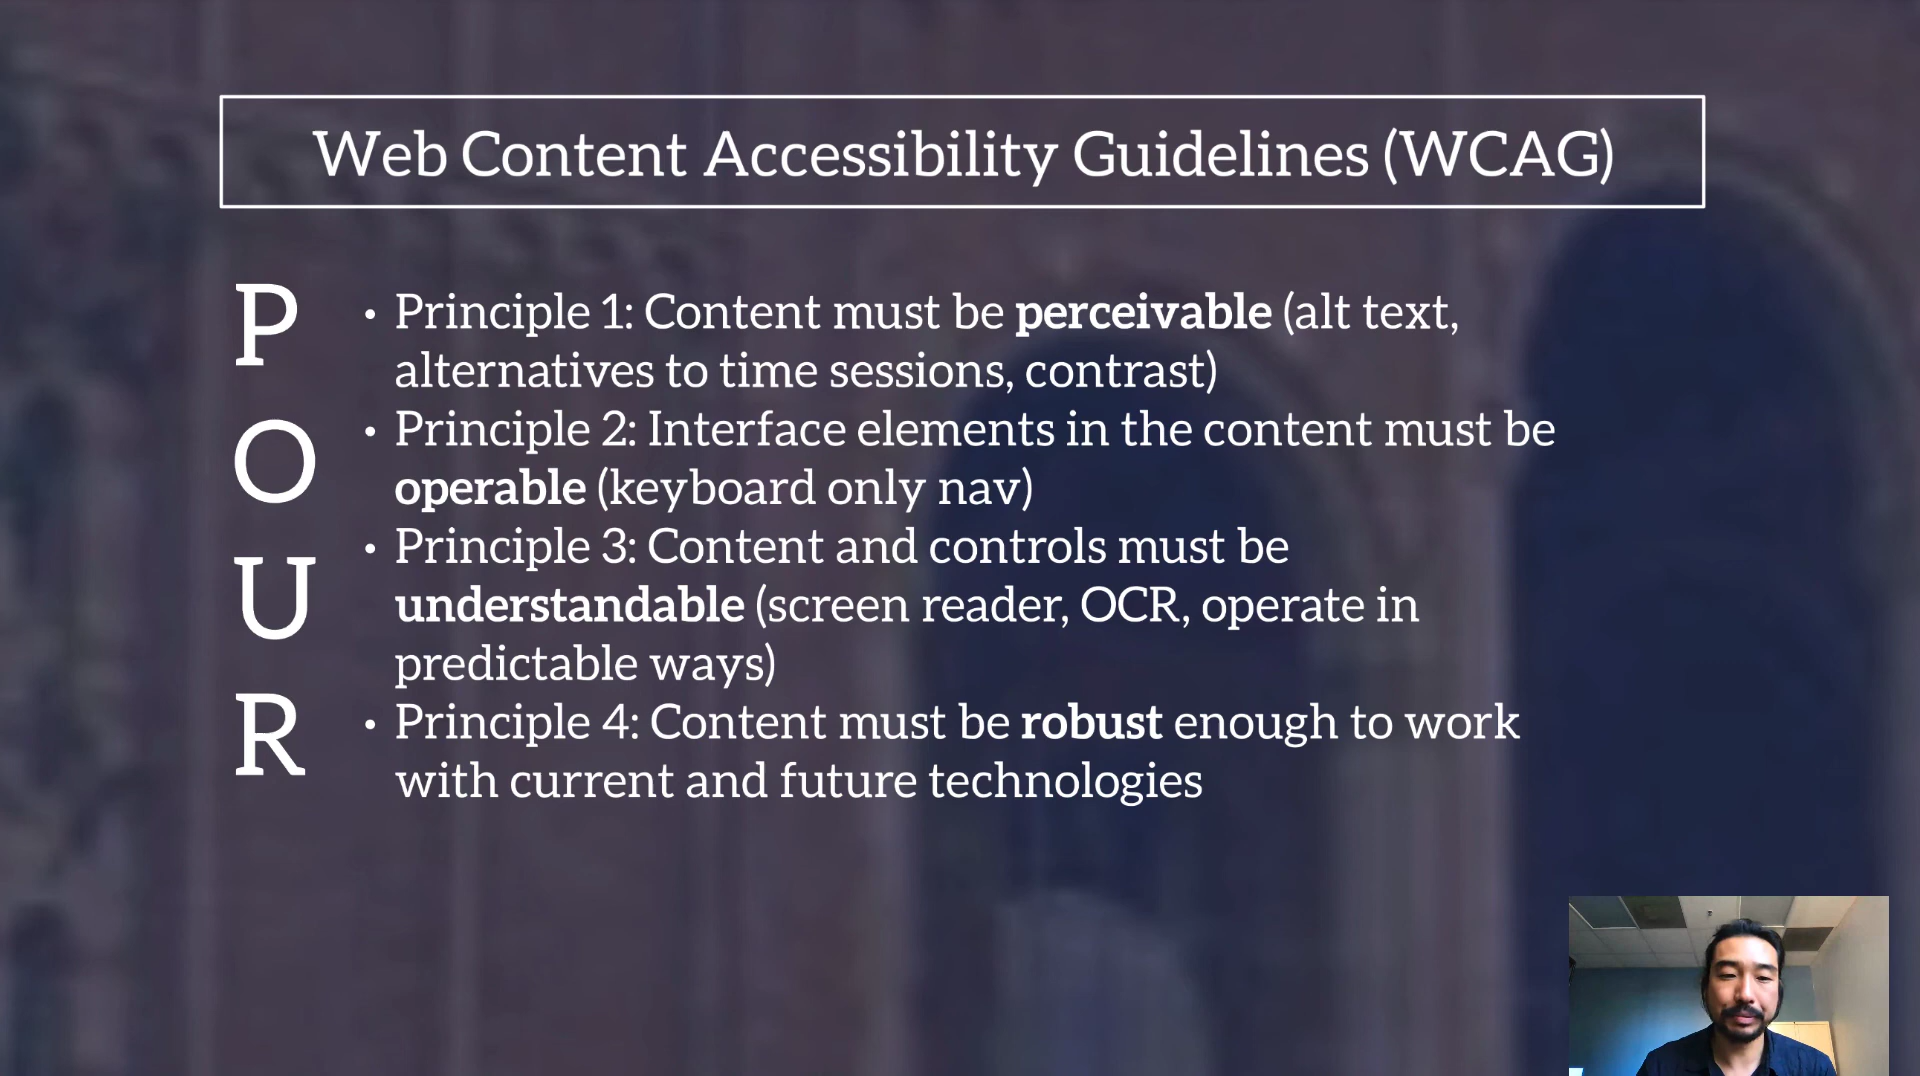 Web Content Accessibility Guidelines (WCAG)
P
• Principle 1: Content must be perceivable (alt text,
alternatives to time sessions, contrast)
O
• Principle 2: Interface elements in the content must be
operable (keyboard only nav)
U
• Principle 3: Content and controls must be
understandable (screen reader, OCR, operate in
predictable ways)
R
• Principle 4: Content must be robust enough to work
with current and future technologies